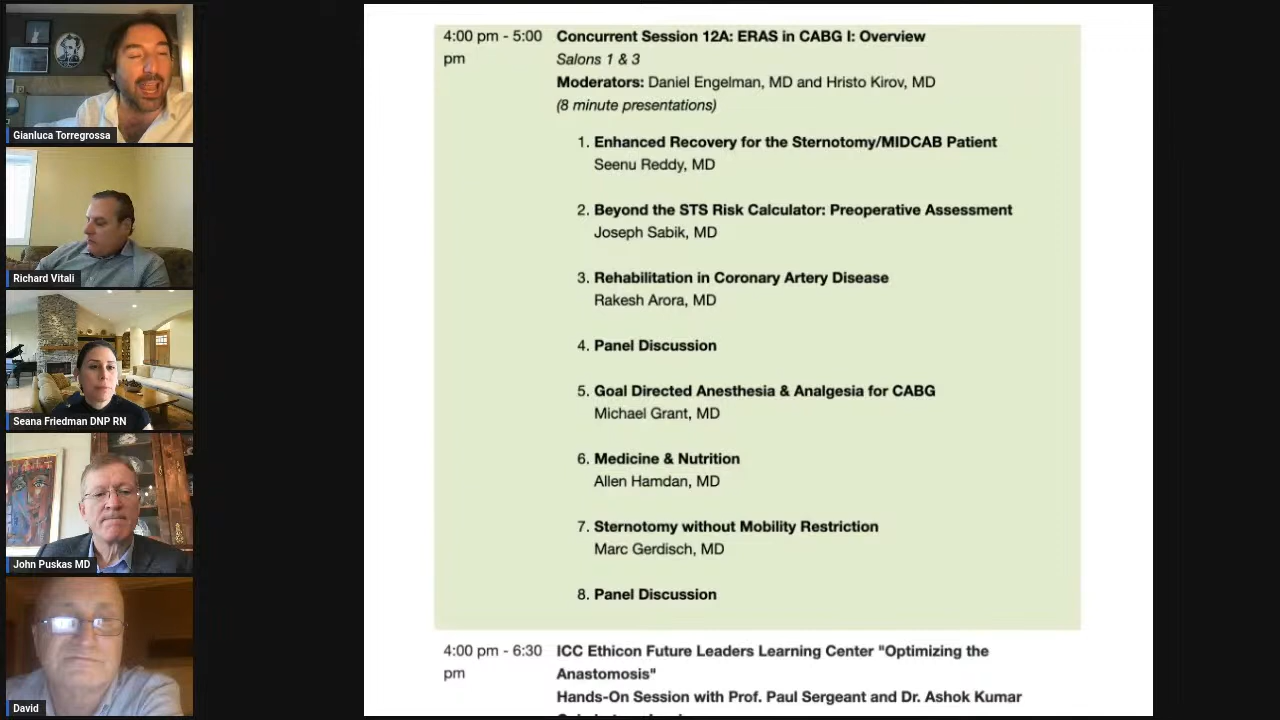 Gianluca Torregrossa
Richard Vitali
Seana Friedman DNP RN
John Puskas MD
David
4:00 pm - 5:00 pm
Concurrent Session 12A: ERAS in CABG I: Overview
Salons 1 & 3
Moderators: Daniel Engelman, MD and Hristo Kirov, MD
(8 minute presentations)
1. Enhanced Recovery for the Sternotomy/MIDCAB Patient
Seenu Reddy, MD
2. Beyond the STS Risk Calculator: Preoperative Assessment
Joseph Sabik, MD
3. Rehabilitation in Coronary Artery Disease
Rakesh Arora, MD
4. Panel Discussion
5. Goal Directed Anesthesia & Analgesia for CABG
Michael Grant, MD
6. Medicine & Nutrition
Allen Hamdan, MD
7. Sternotomy without Mobility Restriction
Marc Gerdisch, MD
8. Panel Discussion
4:00 pm - 6:30 pm
ICC Ethicon Future Leaders Learning Center "Optimizing the
Anastomosis"
Hands-On Session with Prof. Paul Sergeant and Dr. Ashok Kumar